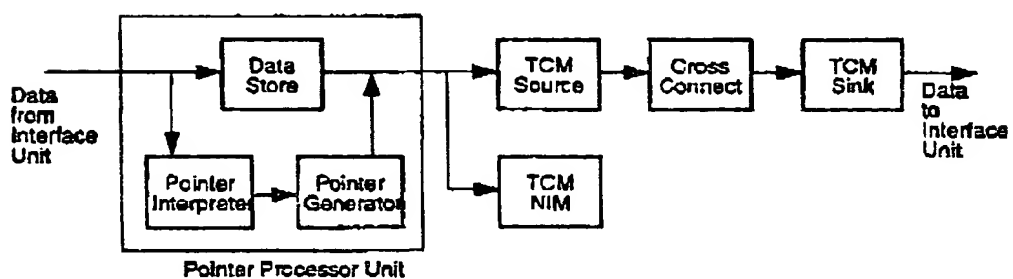 Data
Store
TCM
Source
Cross
Connect
TCM
Sink
Data
from
Interface
Unit
Data
to
Interface
Unit
Pointer
Interpreter
Pointer
Generator
TCM
NIM
Pointer Processor Unit